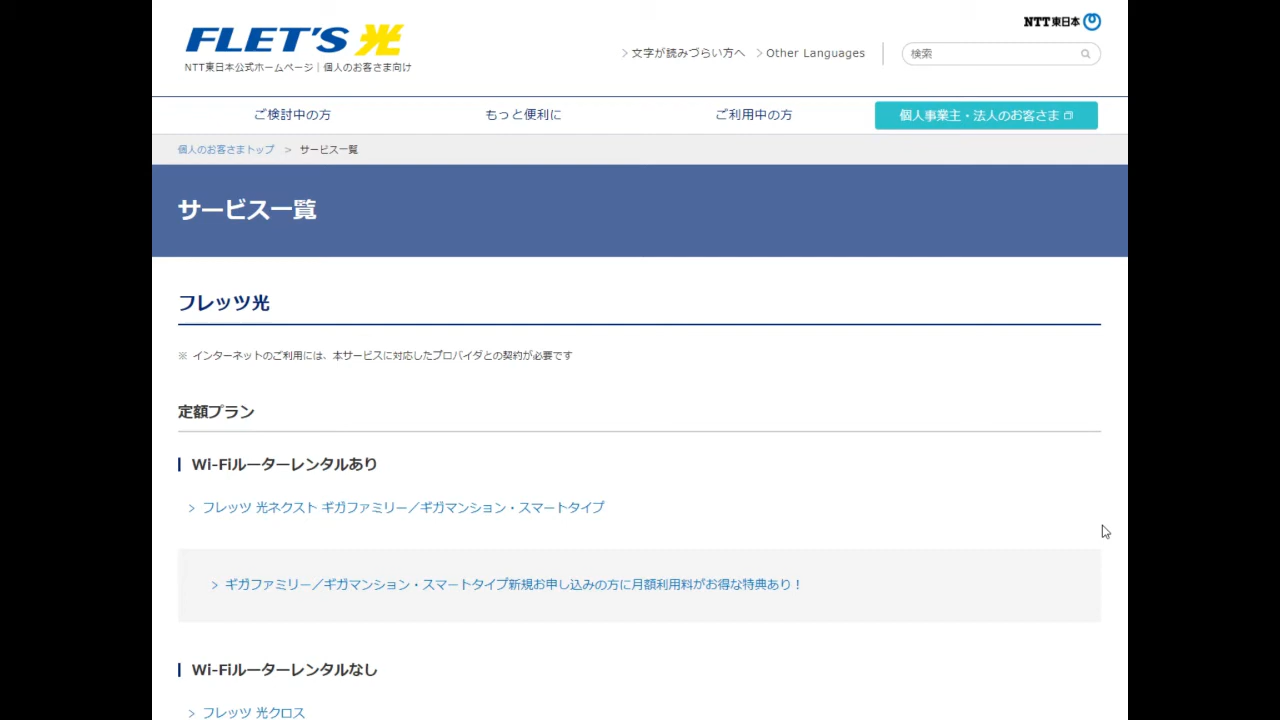 NTT東日本
FLET'S 光
NTT東日本公式ホームページ｜個人のお客さま向け
文字が読みづらい方へ
Other Languages
検索
ご検討中の方
もっと便利に
ご利用中の方
個人事業主・法人のお客さま
個人のお客さまトップ > サービス一覧
サービス一覧
フレッツ光
※ インターネットのご利用には、本サービスに対応したプロバイダとの契約が必要です
定額プラン
Wi-Fiルーターレンタルあり
> フレッツ 光ネクスト ギガファミリー／ギガマンション・スマートタイプ
> ギガファミリー／ギガマンション・スマートタイプ新規お申し込みの方に月額利用料がお得な特典あり！
Wi-Fiルーターレンタルなし
> フレッツ 光クロス